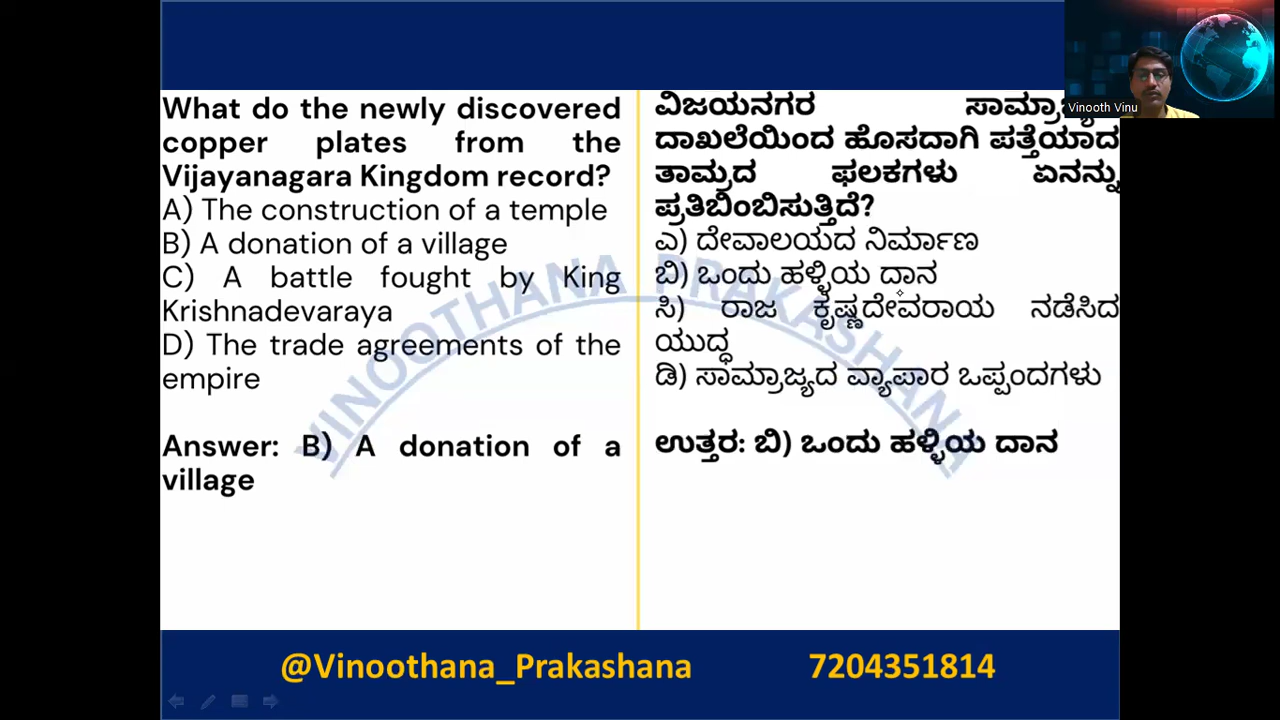 Vinooth Vinu
What do the newly discovered
copper plates from the
Vijayanagara Kingdom record?
A) The construction of a temple
B) A donation of a village
C) A battle fought by King
Krishnadevaraya
D) The trade agreements of the
empire
Answer: B) A donation of a
village
ವಿಜಯನಗರ ಸಾಮ್ರಾಜ್ಯ
ದಾಖಲೆಯಿಂದ ಹೊಸದಾಗಿ ಪತ್ತೆಯಾದ
ತಾಮ್ರದ ಫಲಕಗಳು ಏನನ್ನು
ಪ್ರತಿಬಿಂಬಿಸುತ್ತಿದೆ?
ಎ) ದೇವಾಲಯದ ನಿರ್ಮಾಣ
ಬಿ) ಒಂದು ಹಳ್ಳಿಯ ದಾನ
ಸಿ) ರಾಜ ಕೃಷ್ಣದೇವರಾಯ ನಡೆಸಿದ
ಯುದ್ಧ
ಡಿ) ಸಾಮ್ರಾಜ್ಯದ ವ್ಯಾಪಾರ ಒಪ್ಪಂದಗಳು
ಉತ್ತರ: ಬಿ) ಒಂದು ಹಳ್ಳಿಯ ದಾನ
VINOOTHANA PRAKASHANA
@Vinoothana_Prakashana 7204351814